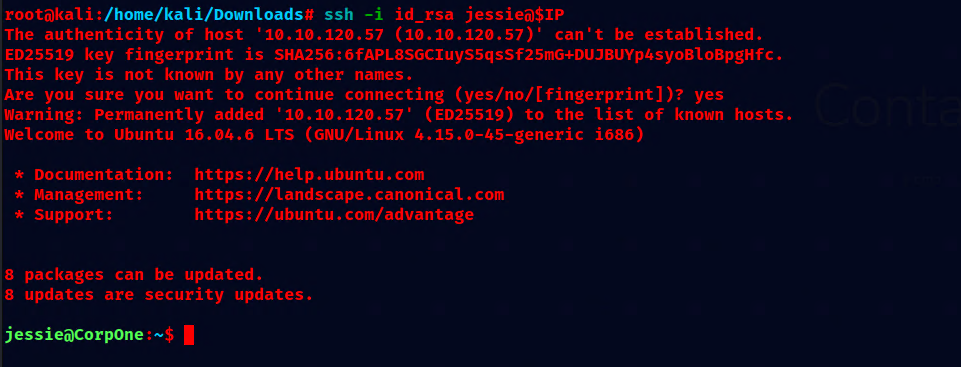 root@kali:/home/kali/Downloads# ssh -i id_rsa jessie@$IP
The authenticity of host '10.10.120.57 (10.10.120.57)' can't be established.
ED25519 key fingerprint is SHA256:6fAPL8SGCIuyS5qsSf25mG+DUJBUYp4syoBloBpgHfc.
This key is not known by any other names.
Are you sure you want to continue connecting (yes/no/[fingerprint])? yes
Warning: Permanently added '10.10.120.57' (ED25519) to the list of known hosts.
Welcome to Ubuntu 16.04.6 LTS (GNU/Linux 4.15.0-45-generic i686)
* Documentation:  https://help.ubuntu.com
* Management:     https://landscape.canonical.com
* Support:        https://ubuntu.com/advantage
8 packages can be updated.
8 updates are security updates.
jessie@CorpOne:~$